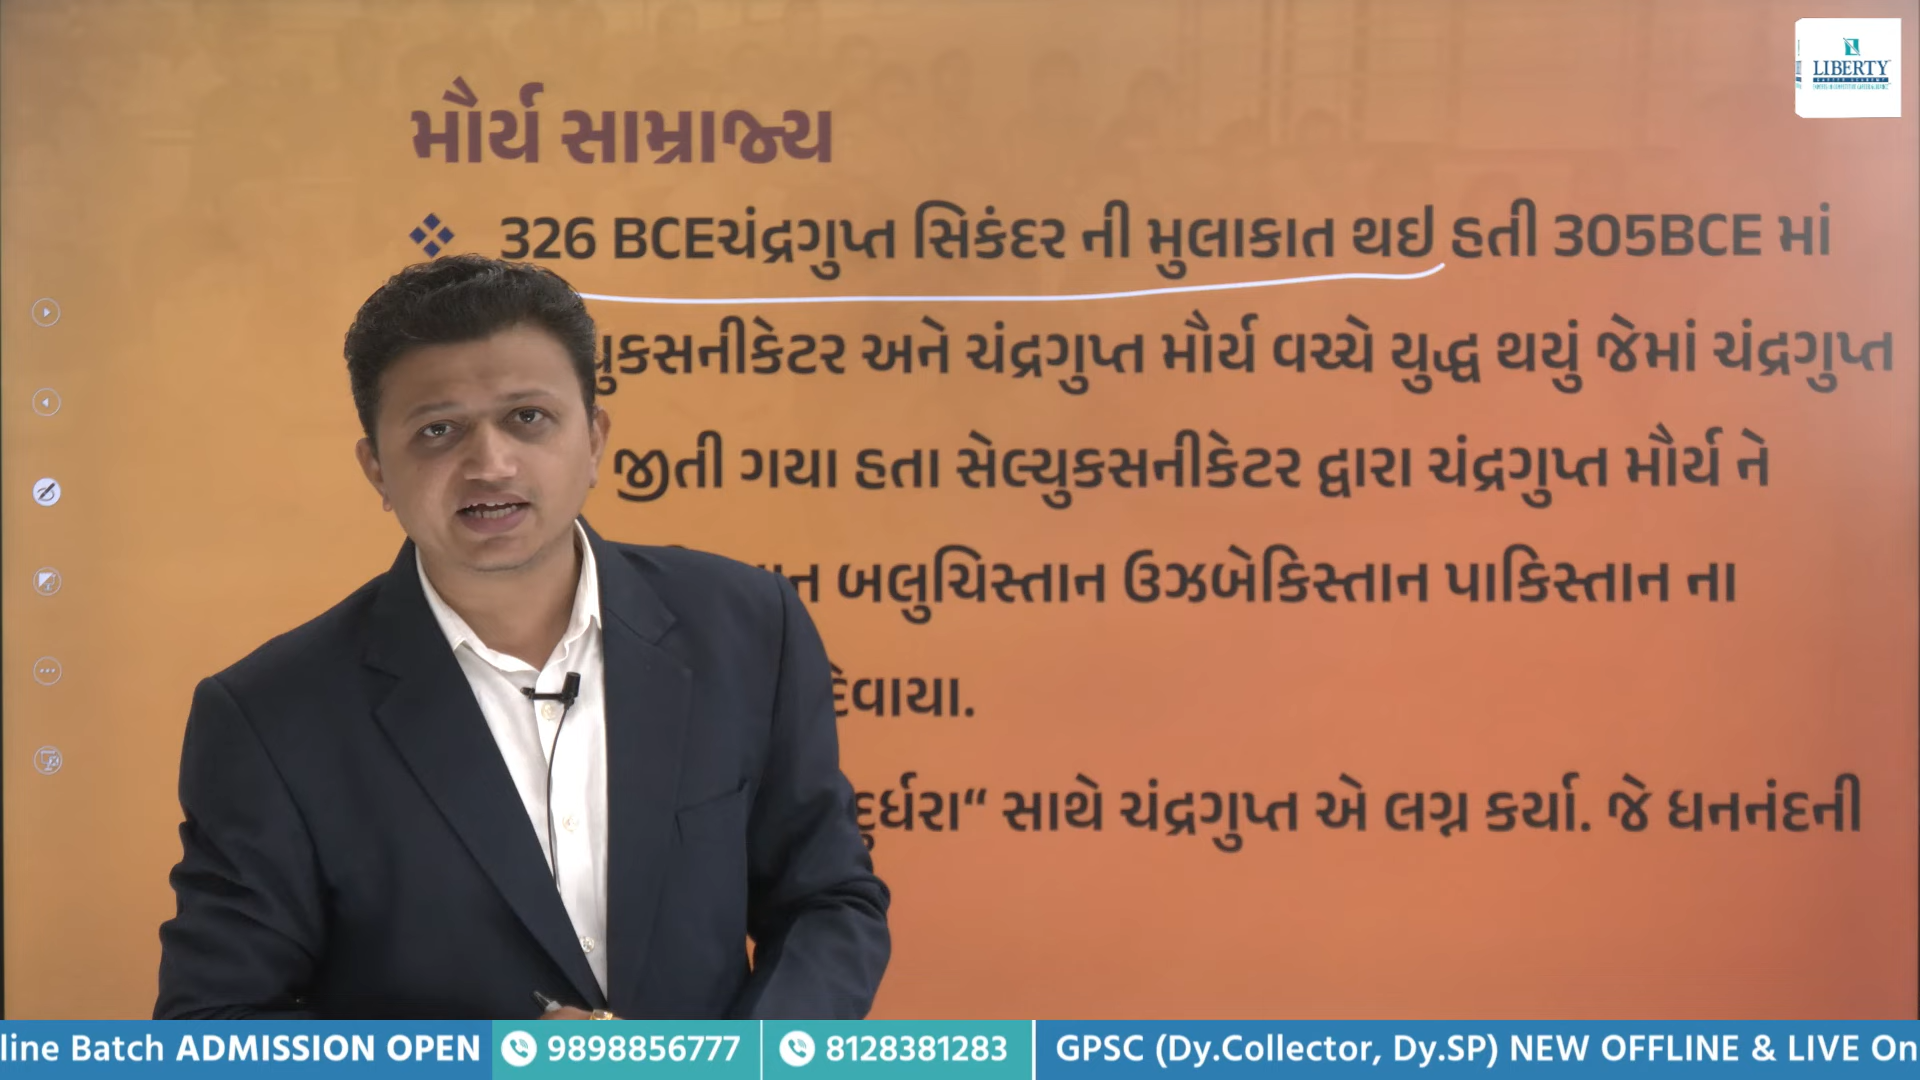 LIBERTY
મૌર્ય સામ્રાજ્ય
326 BCEચંદ્રગુપ્ત સિકંદર ની મુલાકાત થઇ હતી 305BCE માં
અને ચંદ્રગુપ્ત મૌર્ય વચ્ચે યુદ્ધ થયું જેમાં ચંદ્રગુપ્ત
જીતી ગયા હતા સેલ્યુકસનીકેટર દ્વારા ચંદ્રગુપ્ત મૌર્ય ને
બલુચિસ્તાન ઉઝબેકિસ્તાન પાકિસ્તાન ના
દેવાયા.
દુર્ધરા“ સાથે ચંદ્રગુપ્ત એ લગ્ન કર્યા. જે ધનનંદની
line Batch ADMISSION OPEN 9898856777 8128381283 GPSC (Dy.Collector, Dy.SP) NEW OFFLINE & LIVE On